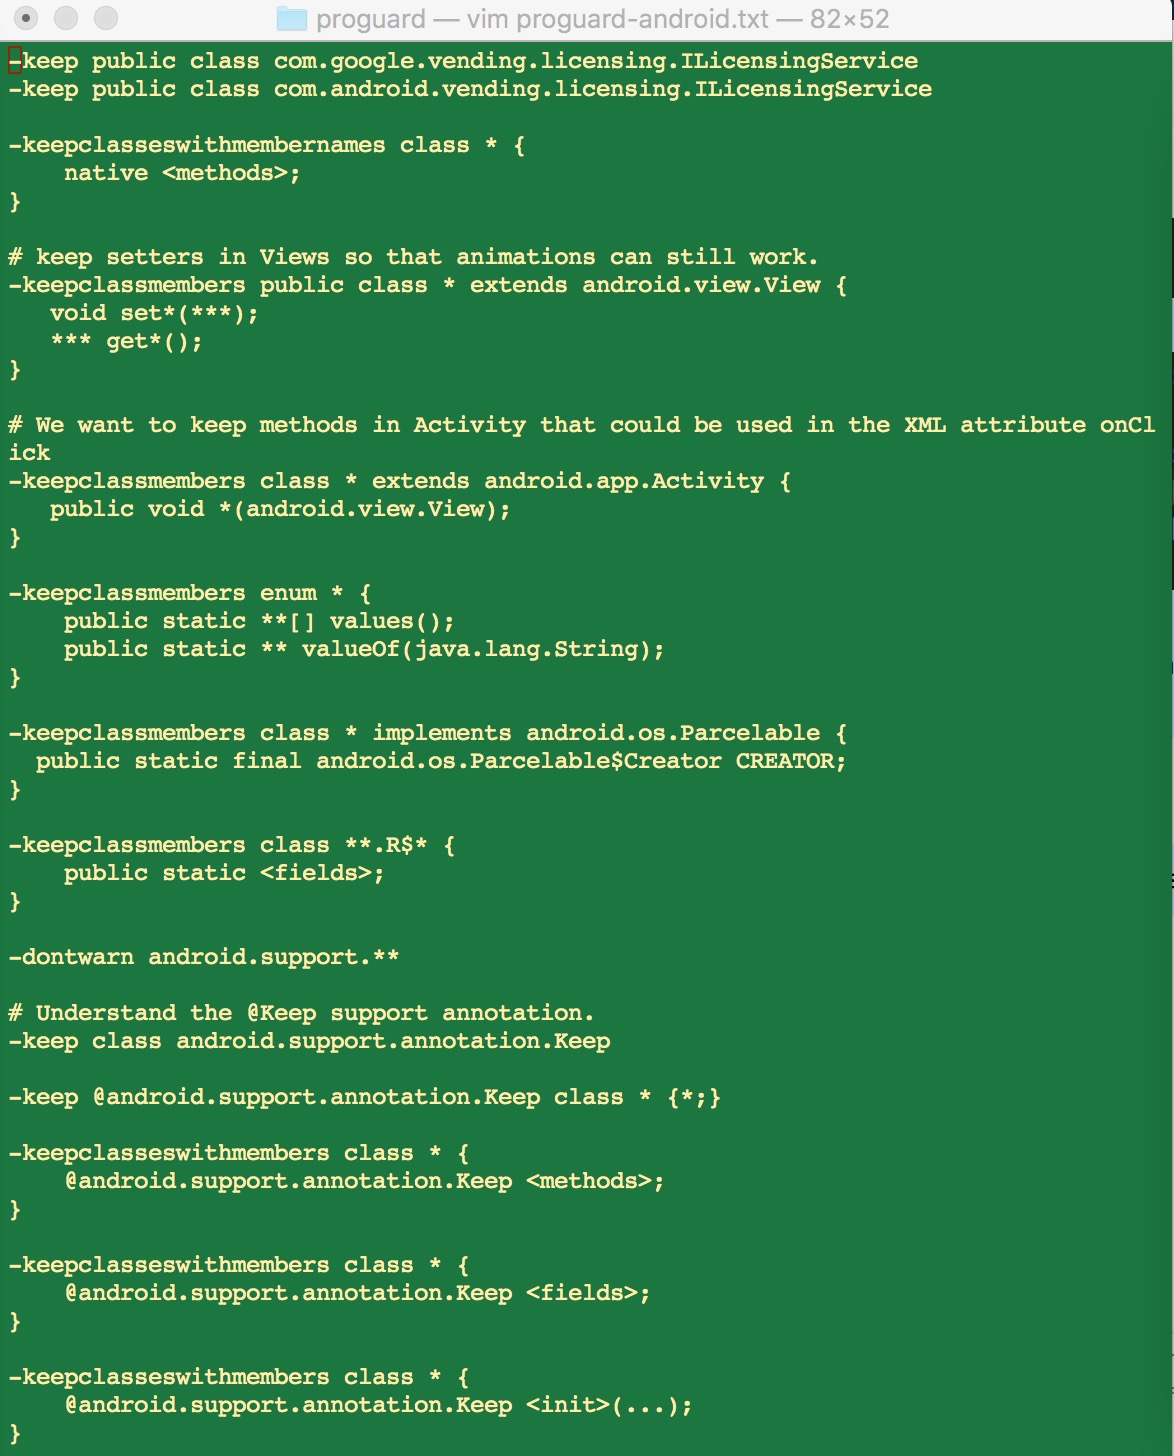 proguard — vim proguard-android.txt — 82×52
-keep public class com.google.vending.licensing.ILicensingService
-keep public class com.android.vending.licensing.ILicensingService

-keepclasseswithmembernames class * {
    native <methods>;
}

# keep setters in Views so that animations can still work.
-keepclassmembers public class * extends android.view.View {
   void set*(***);
   *** get*();
}

# We want to keep methods in Activity that could be used in the XML attribute onCl
ick
-keepclassmembers class * extends android.app.Activity {
   public void *(android.view.View);
}

-keepclassmembers enum * {
    public static **[] values();
    public static ** valueOf(java.lang.String);
}

-keepclassmembers class * implements android.os.Parcelable {
  public static final android.os.Parcelable$Creator CREATOR;
}

-keepclassmembers class **.R$* {
    public static <fields>;
}

-dontwarn android.support.**

# Understand the @Keep support annotation.
-keep class android.support.annotation.Keep

-keep @android.support.annotation.Keep class * {*;}

-keepclasseswithmembers class * {
    @android.support.annotation.Keep <methods>;
}

-keepclasseswithmembers class * {
    @android.support.annotation.Keep <fields>;
}

-keepclasseswithmembers class * {
    @android.support.annotation.Keep <init>(...);
}